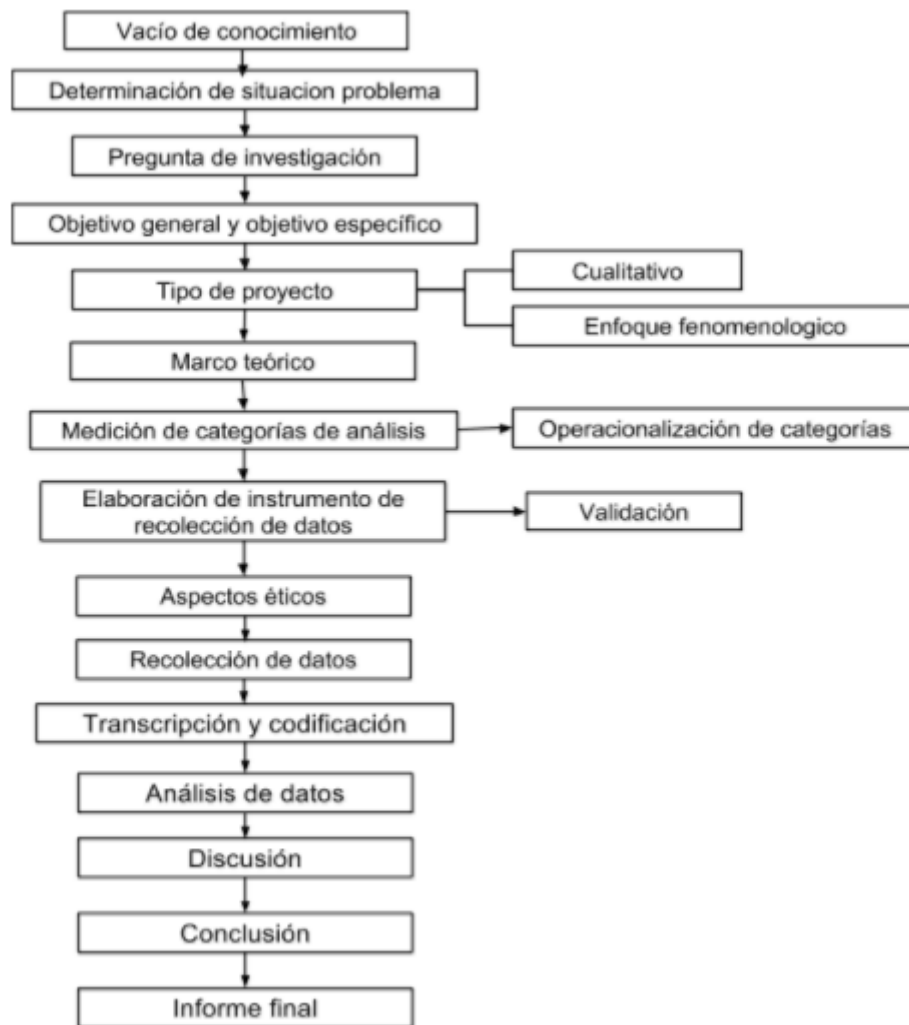 Vacío de conocimiento
Determinación de situacion problema
Pregunta de investigación
Objetivo general y objetivo específico
Tipo de proyecto
Cualitativo
Enfoque fenomenologico
Marco teórico
Medición de categorías de análisis
Operacionalización de categorías
Elaboración de instrumento de
recolección de datos
Validación
Aspectos éticos
Recolección de datos
Transcripción y codificación
Análisis de datos
Discusión
Conclusión
Informe final